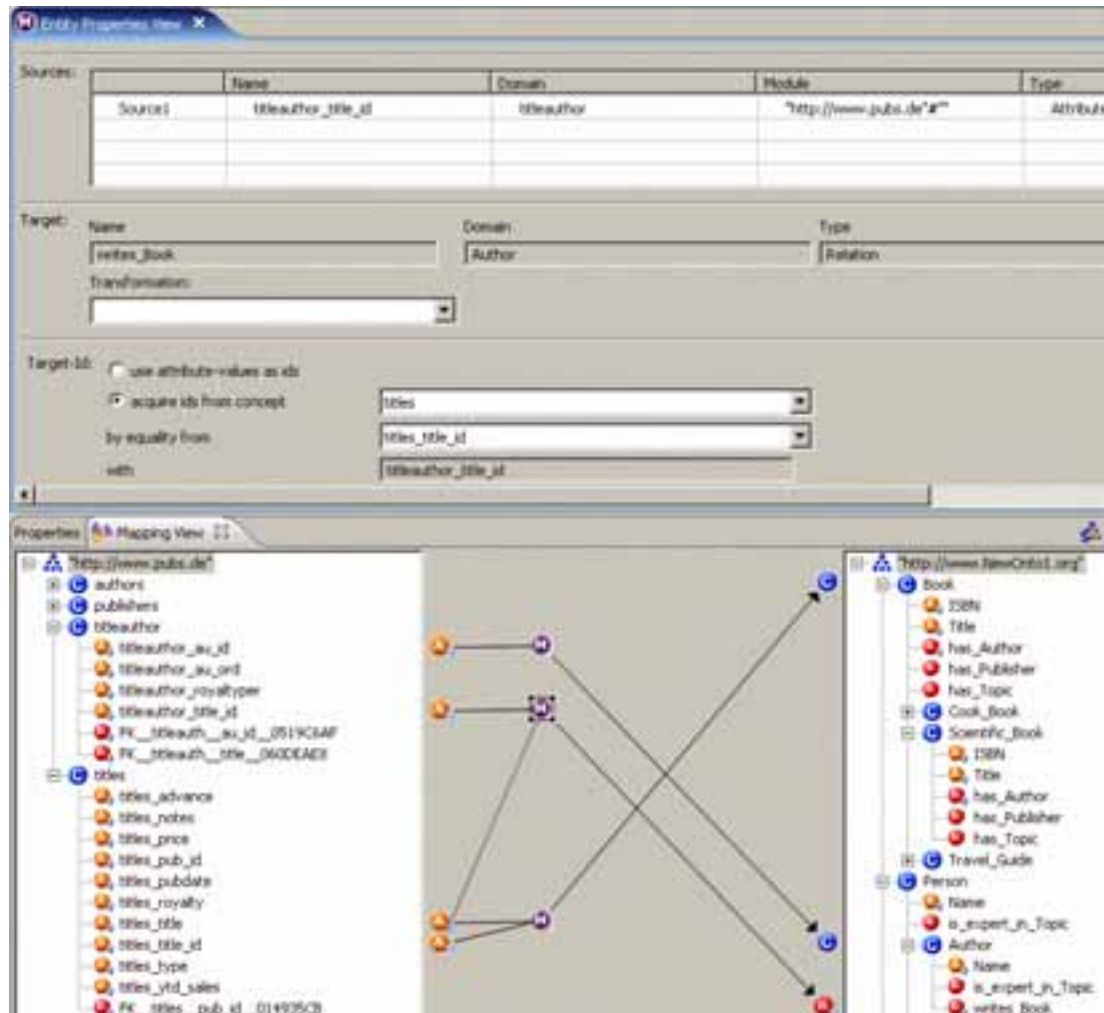 Entity Properties View
Sources:
Name Domain Module Type
Source1 titleauthor_title_id titleauthor "http://www.pubs.de"#"" Attribute
Target:
Name Domain Type
writes_Book Author Relation
Transformation:
Target-Id:
use attribute-values as ids
acquire ids from concept titles
by equality from titles_title_id
with titleauthor_title_id
Properties Mapping View
"http://www.pubs.de"
authors
publishers
titleauthor
titleauthor_au_id
titleauthor_au_ord
titleauthor_royaltyper
titleauthor_title_id
FK__titleauth__au_id__0519C6AF
FK__titleauth__title__060DEAE8
titles
titles_advance
titles_notes
titles_price
titles_pub_id
titles_pubdate
titles_royalty
titles_title
titles_title_id
titles_type
titles_ytd_sales
FK__titles__pub_id__014935CB
"http://www.NewOnto1.org"
Book
ISBN
Title
has_Author
has_Publisher
has_Topic
Cook_Book
Scientific_Book
ISBN
Title
has_Author
has_Publisher
has_Topic
Travel_Guide
Person
Name
is_expert_in_Topic
Author
Name
is_expert_in_Topic
writes_Book